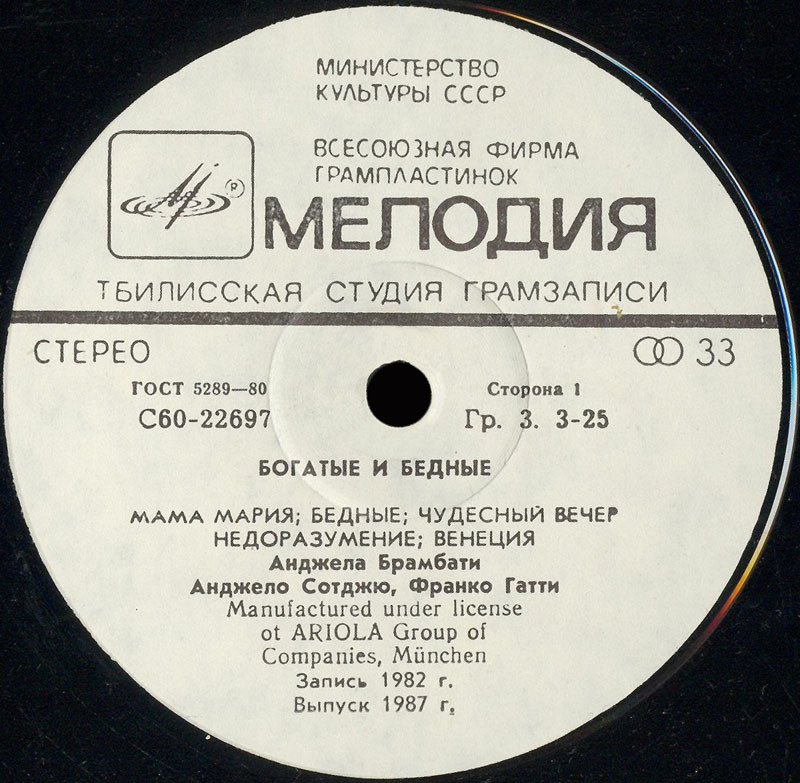 МИНИСТЕРСТВО
КУЛЬТУРЫ СССР
ВСЕСОЮЗНАЯ ФИРМА
ГРАМПЛАСТИНОК
®
МЕЛОДИЯ
ТБИЛИССКАЯ СТУДИЯ ГРАМЗАПИСИ
СТЕРЕО 33
ГОСТ 5289—80 Сторона 1
С60-22697 Гр. 3. 3-25
БОГАТЫЕ И БЕДНЫЕ
МАМА МАРИЯ; БЕДНЫЕ; ЧУДЕСНЫЙ ВЕЧЕР
НЕДОРАЗУМЕНИЕ; ВЕНЕЦИЯ
Анджела Брамбати
Анджело Сотджю, Франко Гатти
Manufactured under license
ot ARIOLA Group of
Companies, München
Запись 1982 г.
Выпуск 1987 г.